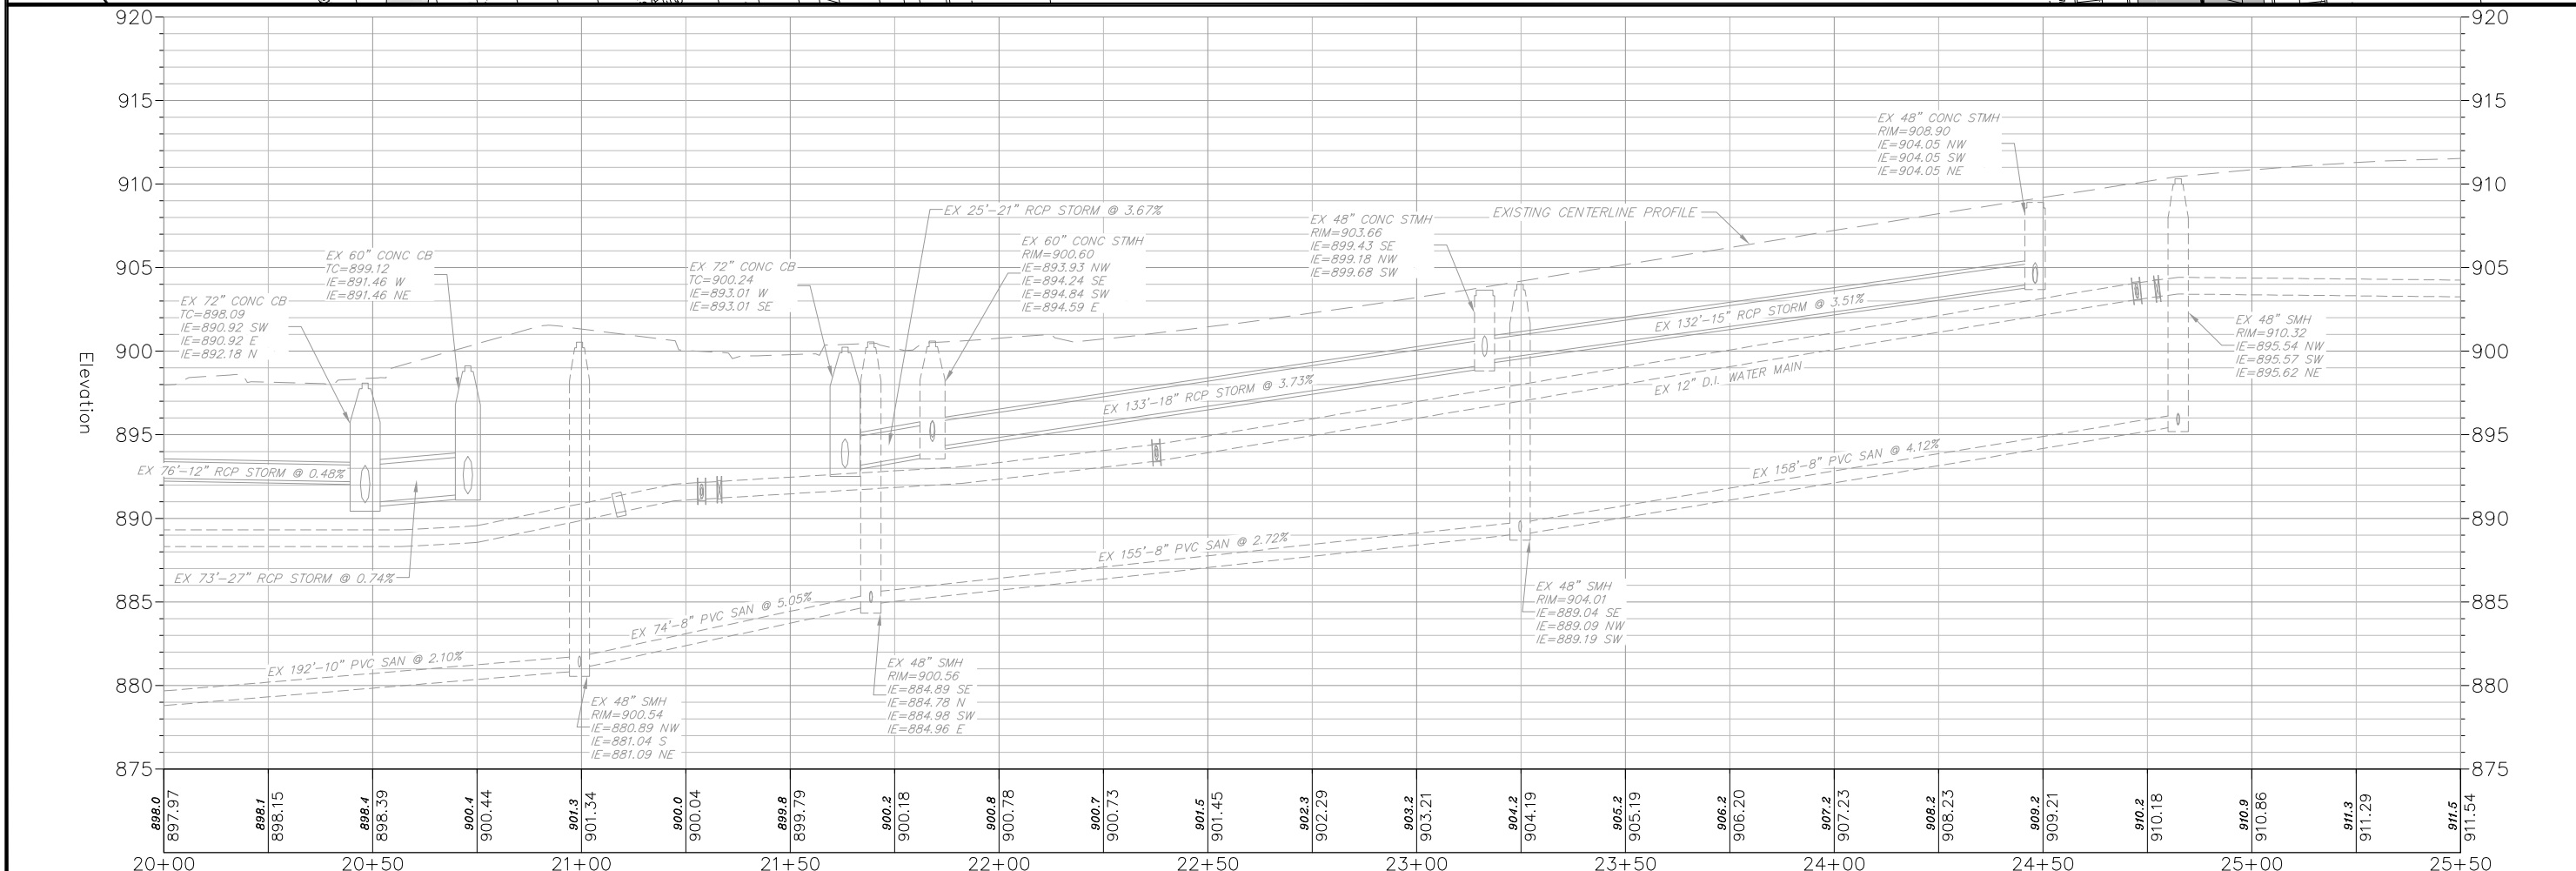 920
915
910
905
900
895
890
885
880
875
Elevation
920
915
910
905
900
895
890
885
880
875
EX 72" CONC CB
TC=898.09
IE=890.92 SW
IE=890.92 E
IE=892.18 N
EX 60" CONC CB
TC=899.12
IE=891.46 W
IE=891.46 NE
EX 76'-12" RCP STORM @ 0.48%
EX 73'-27" RCP STORM @ 0.74%
EX 192'-10" PVC SAN @ 2.10%
EX 48" SMH
RIM=900.54
IE=880.89 NW
IE=881.04 S
IE=881.09 NE
EX 74'-8" PVC SAN @ 5.05%
EX 72" CONC CB
TC=900.24
IE=893.01 W
IE=893.01 SE
EX 25'-21" RCP STORM @ 3.67%
EX 60" CONC STMH
RIM=900.60
IE=893.93 NW
IE=894.24 SE
IE=894.84 SW
IE=894.59 E
EX 48" SMH
RIM=900.56
IE=884.89 SE
IE=884.78 N
IE=884.98 SW
IE=884.96 E
EX 133'-18" RCP STORM @ 3.73%
EX 155'-8" PVC SAN @ 2.72%
EX 48" CONC STMH
RIM=903.66
IE=899.43 SE
IE=899.18 NW
IE=899.68 SW
EXISTING CENTERLINE PROFILE
EX 48" SMH
RIM=904.01
IE=889.04 SE
IE=889.09 NW
IE=889.19 SW
EX 132'-15" RCP STORM @ 3.51%
EX 12" D.I. WATER MAIN
EX 158'-8" PVC SAN @ 4.12%
EX 48" CONC STMH
RIM=908.90
IE=904.05 NW
IE=904.05 SW
IE=904.05 NE
EX 48" SMH
RIM=910.32
IE=895.54 NW
IE=895.57 SW
IE=895.62 NE
898.0
897.97
898.1
898.15
898.4
898.39
900.4
900.44
901.3
901.34
900.0
900.04
899.8
899.79
900.2
900.18
900.8
900.78
900.7
900.73
901.5
901.45
902.3
902.29
903.2
903.21
904.2
904.19
905.2
905.19
906.2
906.20
907.2
907.23
908.2
908.23
909.2
909.21
910.2
910.18
910.9
910.86
911.3
911.29
911.5
911.54
20+00
20+50
21+00
21+50
22+00
22+50
23+00
23+50
24+00
24+50
25+00
25+50